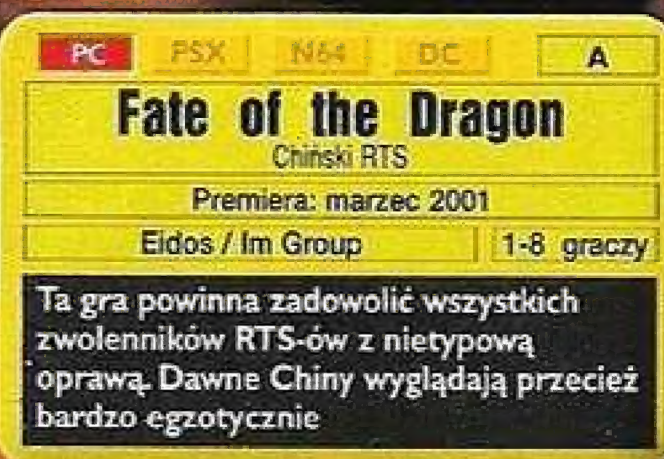 PC PSX N64 DC A
Fate of the Dragon
Chiński RTS
Premiera: marzec 2001
Eidos / Im Group 1-8 graczy
Ta gra powinna zadowolić wszystkich
zwolenników RTS-ów z nietypową
oprawą. Dawne Chiny wyglądają przecież
bardzo egzotycznie